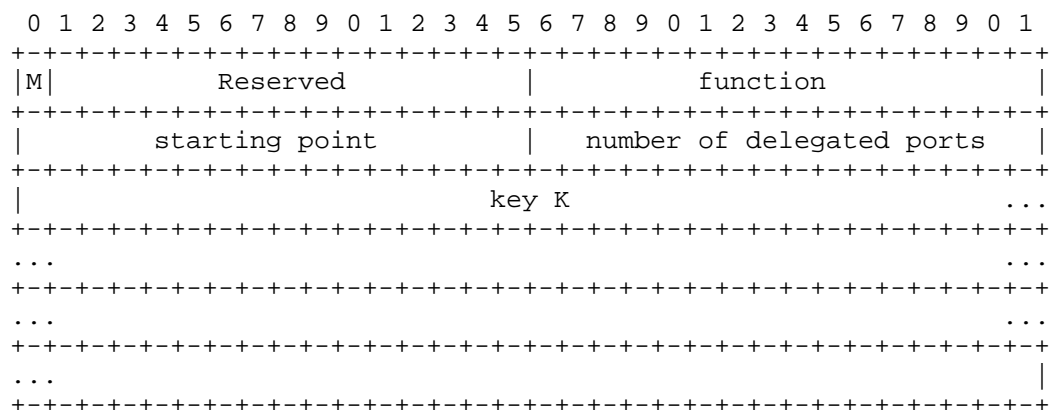 0 1 2 3 4 5 6 7 8 9 0 1 2 3 4 5 6 7 8 9 0 1 2 3 4 5 6 7 8 9 0 1
+-+-+-+-+-+-+-+-+-+-+-+-+-+-+-+-+-+-+-+-+-+-+-+-+-+-+-+-+-+-+-+-+
|M|          Reserved           |           function            |
+-+-+-+-+-+-+-+-+-+-+-+-+-+-+-+-+-+-+-+-+-+-+-+-+-+-+-+-+-+-+-+-+
|        starting point         |   number of delegated ports   |
+-+-+-+-+-+-+-+-+-+-+-+-+-+-+-+-+-+-+-+-+-+-+-+-+-+-+-+-+-+-+-+-+
|                             key K                           ...
+-+-+-+-+-+-+-+-+-+-+-+-+-+-+-+-+-+-+-+-+-+-+-+-+-+-+-+-+-+-+-+-+
...                                                           ...
+-+-+-+-+-+-+-+-+-+-+-+-+-+-+-+-+-+-+-+-+-+-+-+-+-+-+-+-+-+-+-+-+
...                                                           ...
+-+-+-+-+-+-+-+-+-+-+-+-+-+-+-+-+-+-+-+-+-+-+-+-+-+-+-+-+-+-+-+-+
...                                                             |
+-+-+-+-+-+-+-+-+-+-+-+-+-+-+-+-+-+-+-+-+-+-+-+-+-+-+-+-+-+-+-+-+